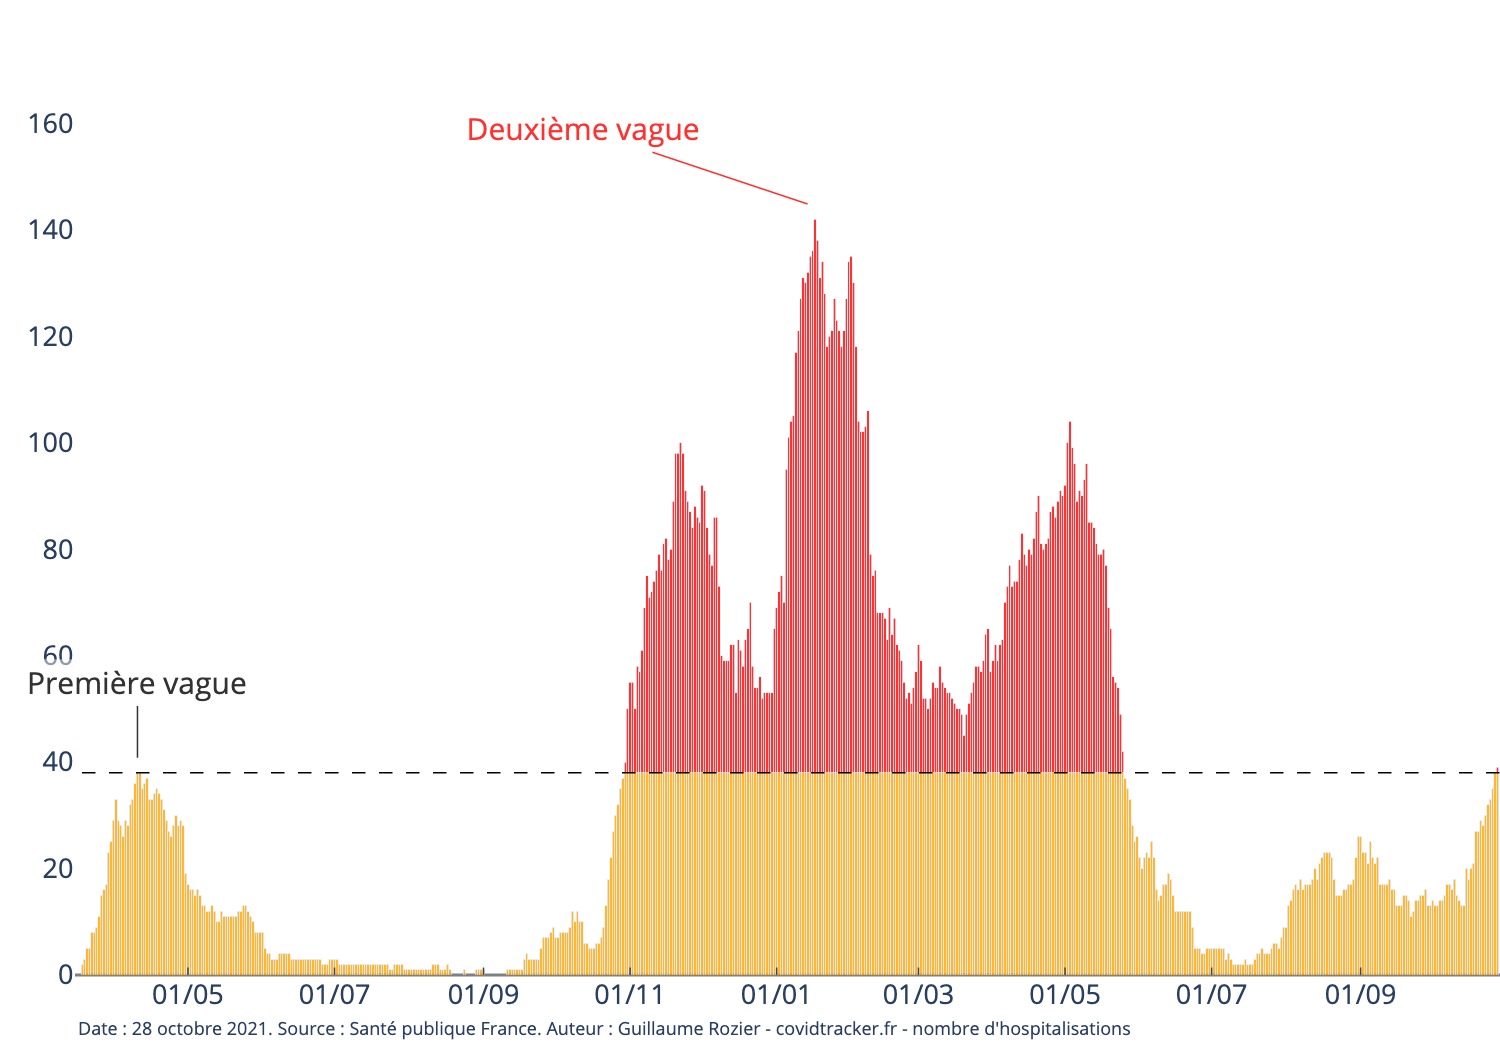 160
Deuxième vague
140
120
100
80
60
Première vague
40
20
0
01/05 01/07 01/09 01/11 01/01 01/03 01/05 01/07 01/09
Date : 28 octobre 2021. Source : Santé publique France. Auteur : Guillaume Rozier - covidtracker.fr - nombre d'hospitalisations